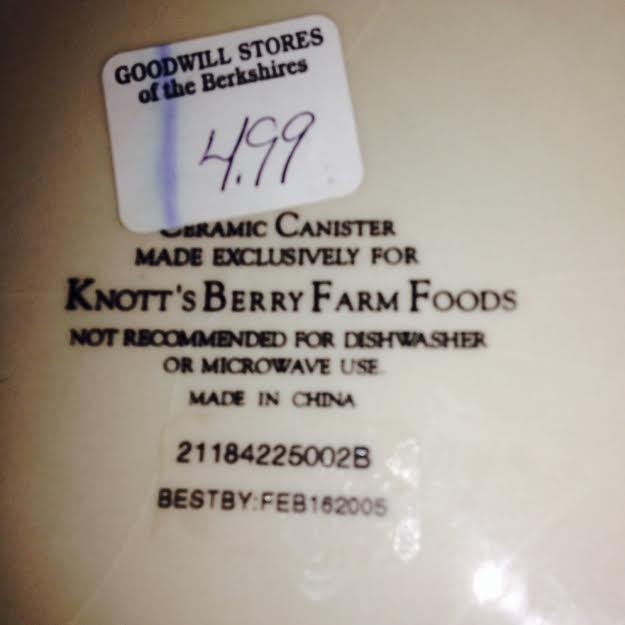 GOODWILL STORES
of the Berkshires
4.99
CERAMIC CANISTER
MADE EXCLUSIVELY FOR
KNOTT'S BERRY FARM FOODS
NOT RECOMMENDED FOR DISHWASHER
OR MICROWAVE USE.
MADE IN CHINA
21184225002B
BESTBY:FEB162005